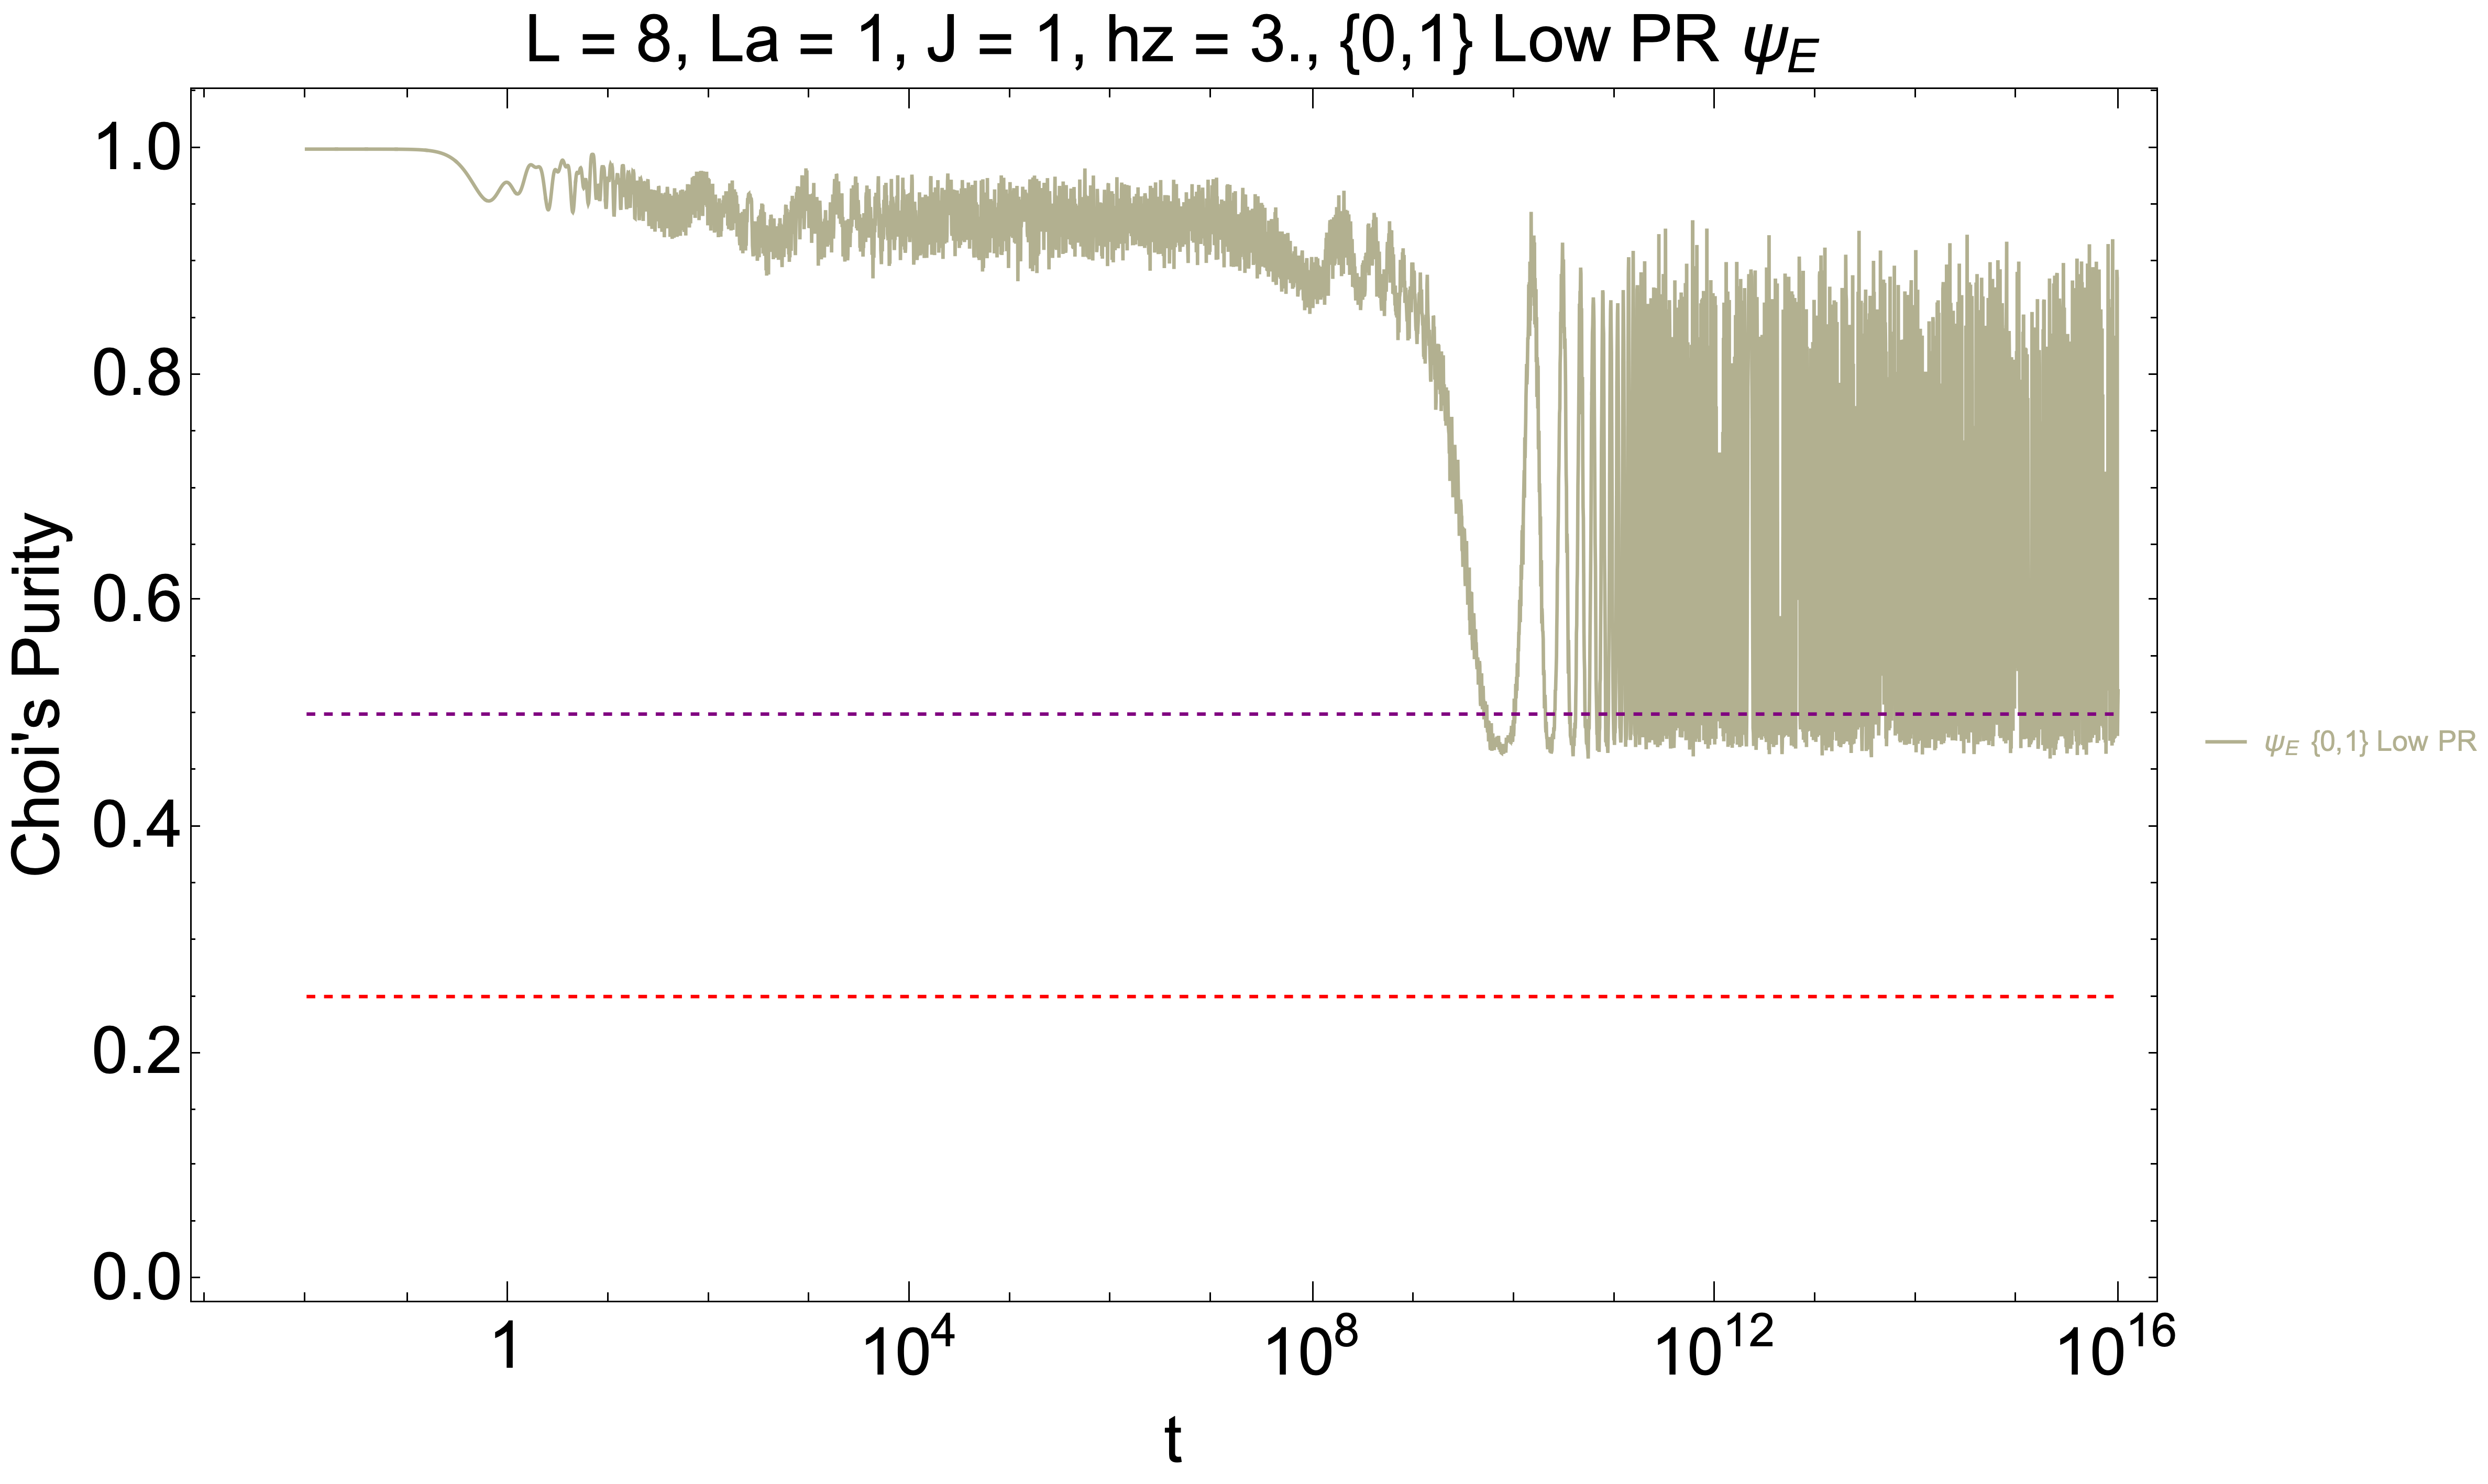 L = 8, La = 1, J = 1, hz = 3., {0,1} Low PR ψE
Choi's Purity
1.0
0.8
0.6
0.4
0.2
0.0
1
10^4
10^8
10^12
10^16
t
ψE {0,1} Low PR